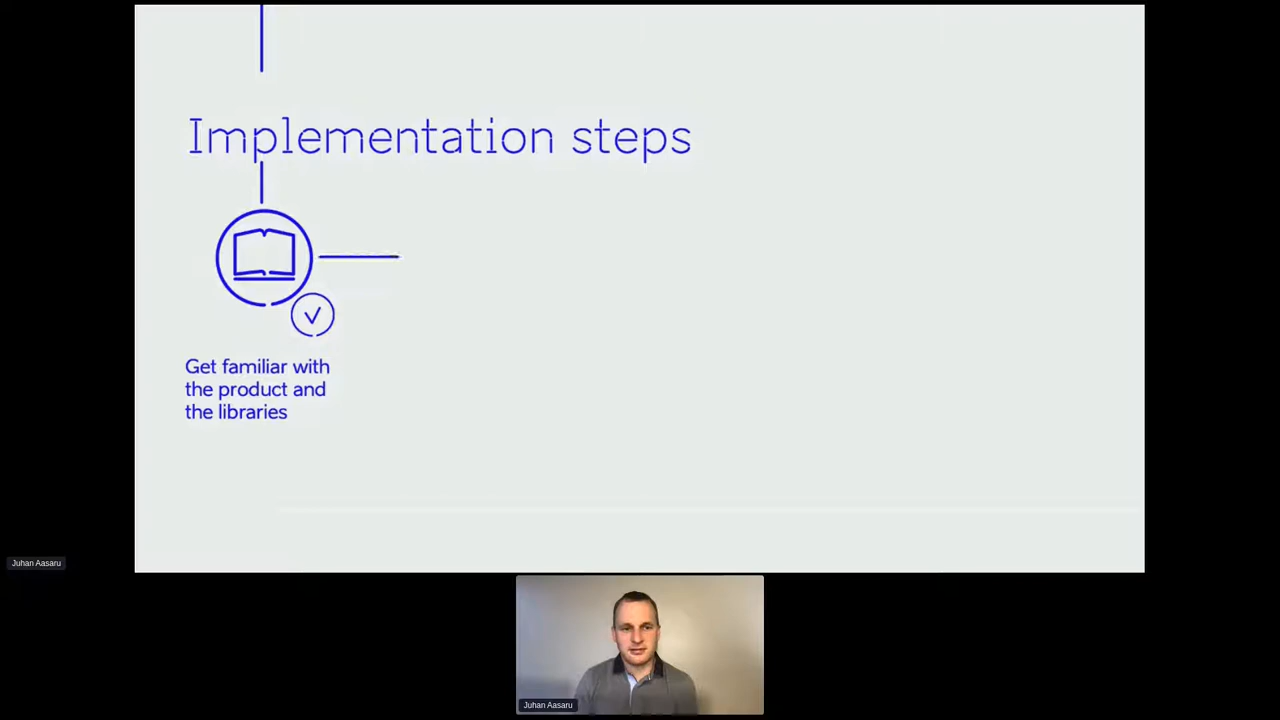 Implementation steps
Get familiar with
the product and
the libraries
Juhan Aasaru
Juhan Aasaru